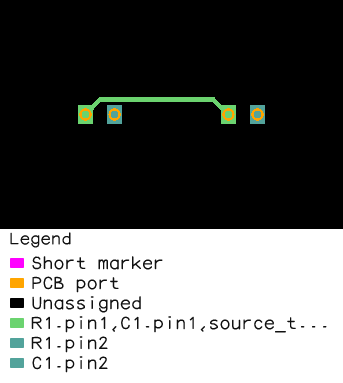 Legend
Short marker
PCB port
Unassigned
R1.pin1,C1.pin1,source_t...
R1.pin2
C1.pin2